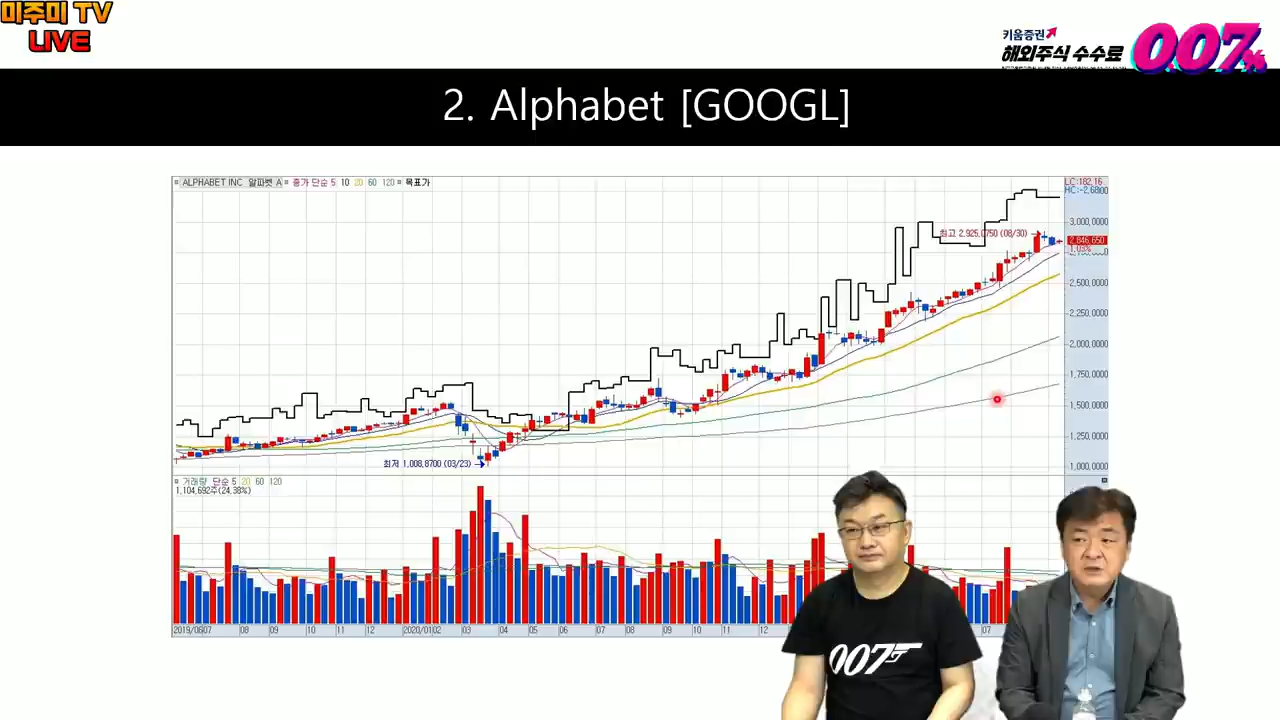 미주미 TV
LIVE
키움증권
해외주식 수수료
0.07%
2. Alphabet [GOOGL]
ALPHABET INC 알파벳 A 종가 단순 5 10 20 60 120 목표가
LC:182.16
HC:-2.68
3,000.0000
최고 2,925.0750 (08/30)
2,846.650
1.03%
2,500.0000
2,250.0000
2,000.0000
1,750.0000
1,500.0000
1,250.0000
최저 1,008.8700 (03/23)
1,000.0000
거래량 단순 5 20 60 120
1,104,692주(24.38%)
2019/06 07 08 09 10 11 12 2020/01 02 03 04 05 06 07 08 09 10 11 12 07
007